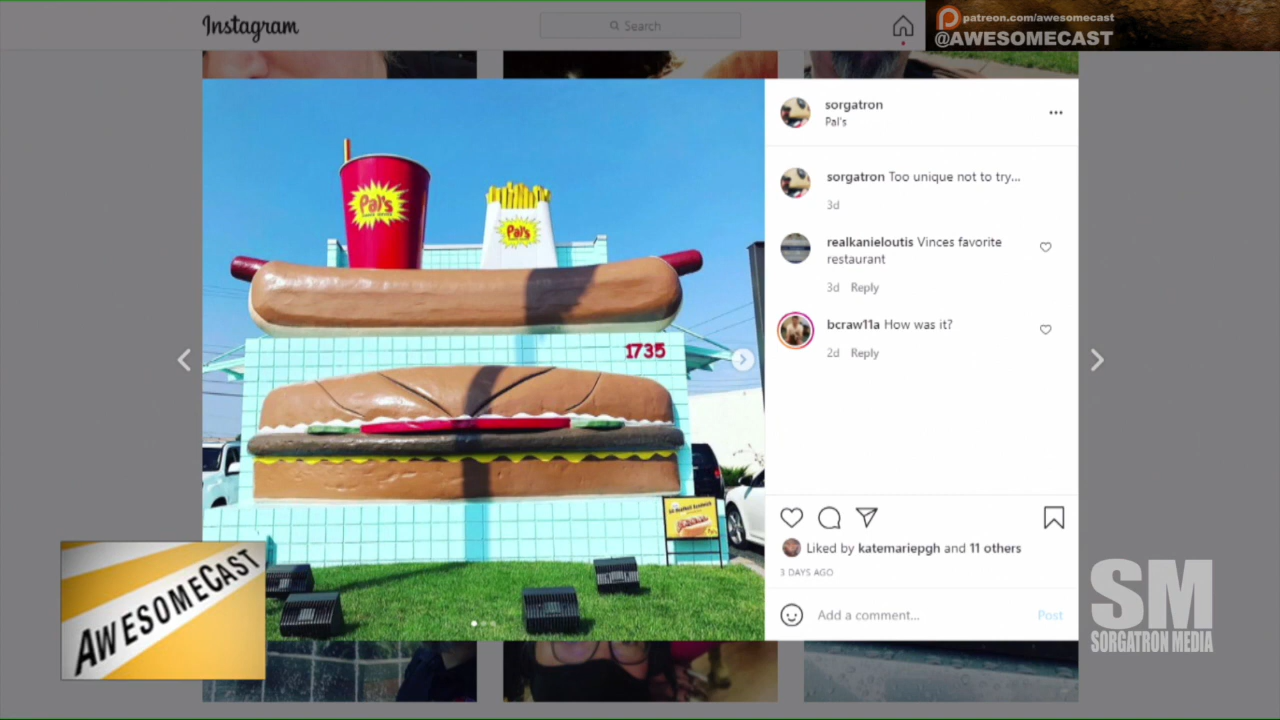 Instagram
Search
patreon.com/awesomecast
@AWESOMECAST
sorgatron
Pal's
sorgatron Too unique not to try...
3d
realkanieloutis Vinces favorite
restaurant
3d Reply
bcraw11a How was it?
2d Reply
Pal's
Pal's
1735
Liked by katemariepgh and 11 others
3 DAYS AGO
Add a comment... Post
AWESOMECAST
SM
SORGATRON MEDIA